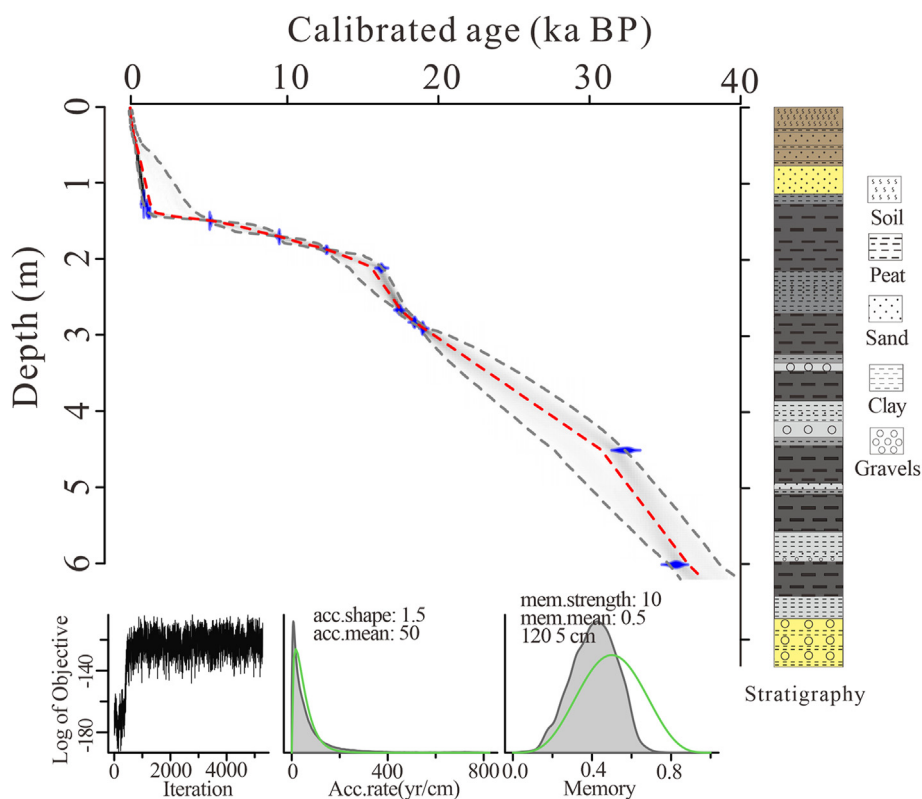 Calibrated age (ka BP)
0 10 20 30 40
Depth (m)
0
1
2
3
4
5
6
Soil
Peat
Sand
Clay
Gravels
Stratigraphy
Log of Objective
-140
-180
0 4000
Iteration
acc.shape: 1.5
acc.mean: 50
0 400 800
Acc.rate(yr/cm)
mem.strength: 10
mem.mean: 0.5
120 5 cm
0.0 0.4 0.8
Memory